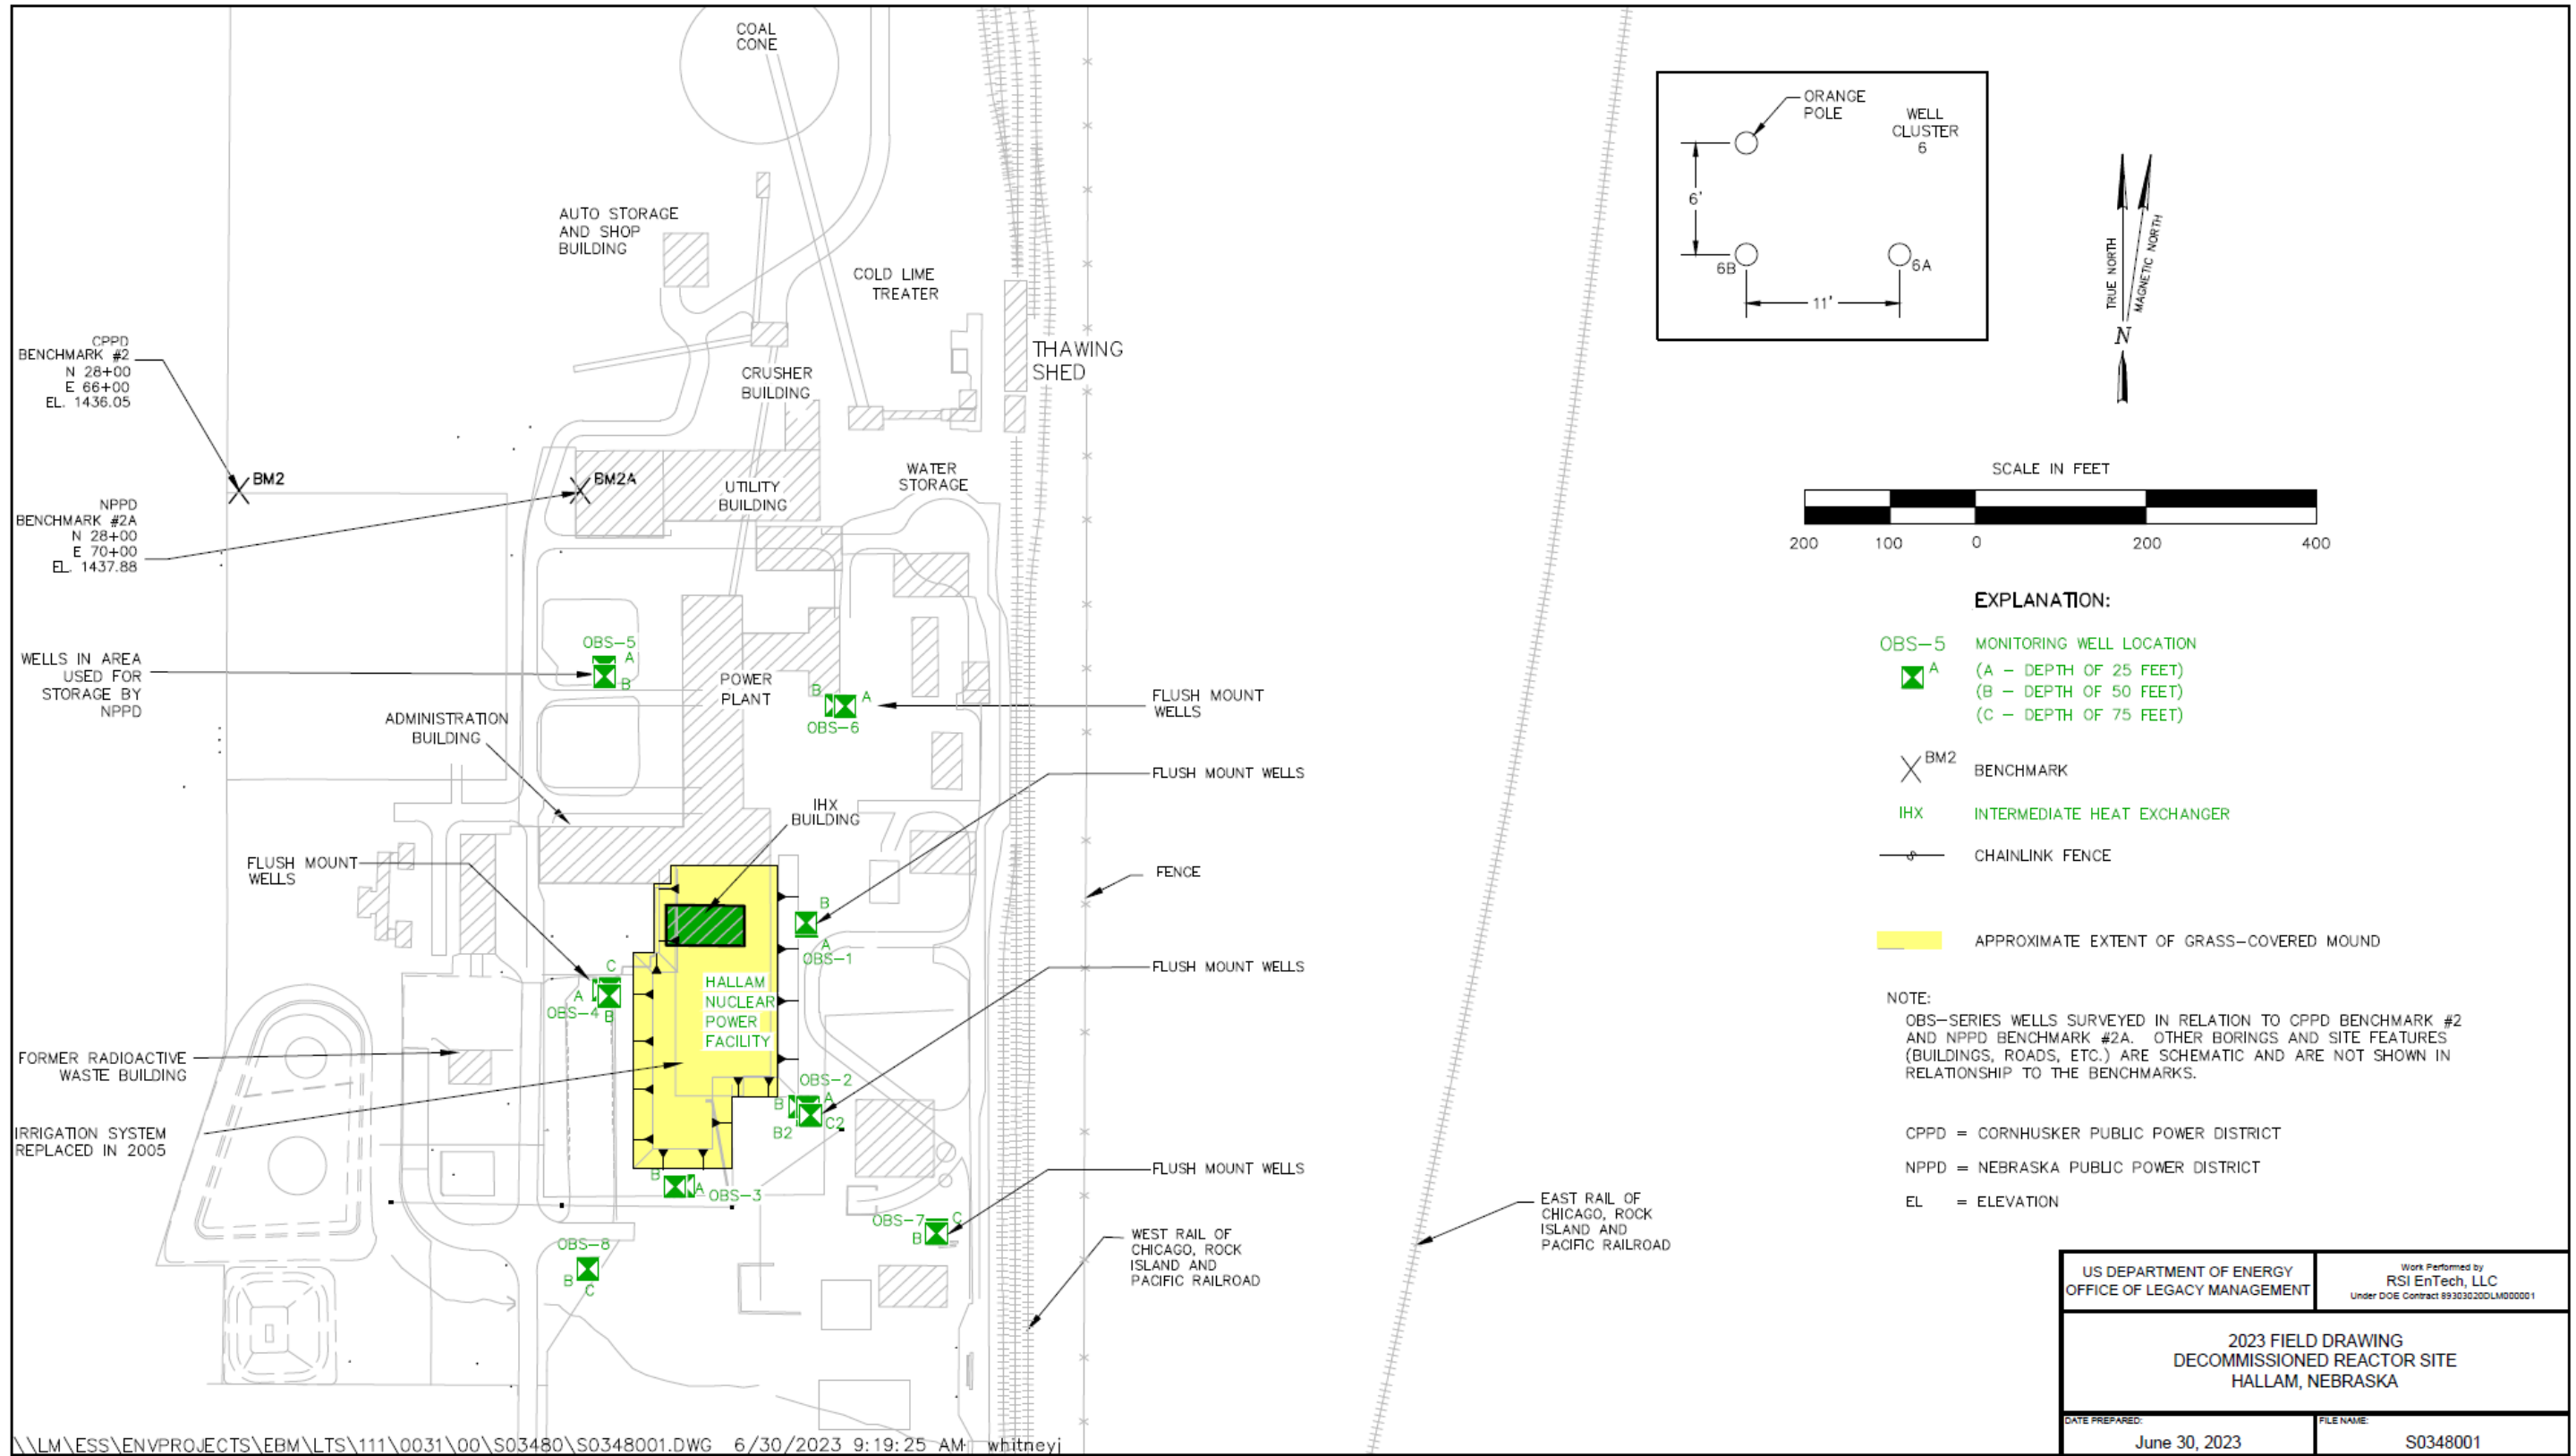 COAL
CONE
AUTO STORAGE
AND SHOP
BUILDING
COLD LIME
TREATER
THAWING
SHED
CRUSHER
BUILDING
CPPD
BENCHMARK #2
N 28+00
E 66+00
EL. 1436.05
BM2
BM2A
NPPD
BENCHMARK #2A
N 28+00
E 70+00
EL. 1437.88
UTILITY
BUILDING
WATER
STORAGE
WELLS IN AREA
USED FOR
STORAGE BY
NPPD
OBS-5
A
B
POWER
PLANT
B
A
OBS-6
FLUSH MOUNT
WELLS
ADMINISTRATION
BUILDING
FLUSH MOUNT WELLS
IHX
BUILDING
FLUSH MOUNT
WELLS
FENCE
B
A
OBS-1
FLUSH MOUNT WELLS
C
A
OBS-4
B
HALLAM
NUCLEAR
POWER
FACILITY
FORMER RADIOACTIVE
WASTE BUILDING
OBS-2
B
A
B2
C2
IRRIGATION SYSTEM
REPLACED IN 2005
FLUSH MOUNT WELLS
B
A
OBS-3
OBS-7
C
B
OBS-8
B
C
WEST RAIL OF
CHICAGO, ROCK
ISLAND AND
PACIFIC RAILROAD
EAST RAIL OF
CHICAGO, ROCK
ISLAND AND
PACIFIC RAILROAD
ORANGE
POLE
WELL
CLUSTER
6
6'
6B
6A
11'
TRUE NORTH
MAGNETIC NORTH
N
SCALE IN FEET
200 100 0 200 400
EXPLANATION:
OBS-5 MONITORING WELL LOCATION
A (A - DEPTH OF 25 FEET)
(B - DEPTH OF 50 FEET)
(C - DEPTH OF 75 FEET)
BM2 BENCHMARK
IHX INTERMEDIATE HEAT EXCHANGER
CHAINLINK FENCE
APPROXIMATE EXTENT OF GRASS-COVERED MOUND
NOTE:
OBS-SERIES WELLS SURVEYED IN RELATION TO CPPD BENCHMARK #2
AND NPPD BENCHMARK #2A. OTHER BORINGS AND SITE FEATURES
(BUILDINGS, ROADS, ETC.) ARE SCHEMATIC AND ARE NOT SHOWN IN
RELATIONSHIP TO THE BENCHMARKS.
CPPD = CORNHUSKER PUBLIC POWER DISTRICT
NPPD = NEBRASKA PUBLIC POWER DISTRICT
EL = ELEVATION
US DEPARTMENT OF ENERGY
OFFICE OF LEGACY MANAGEMENT
Work Performed by
RSI EnTech, LLC
Under DOE Contract 89303020DLM000001
2023 FIELD DRAWING
DECOMMISSIONED REACTOR SITE
HALLAM, NEBRASKA
DATE PREPARED:
June 30, 2023
FILE NAME:
S0348001
\\LM\ESS\ENVPROJECTS\EBM\LTS\111\0031\00\S03480\S0348001.DWG 6/30/2023 9:19:25 AM whitneyj